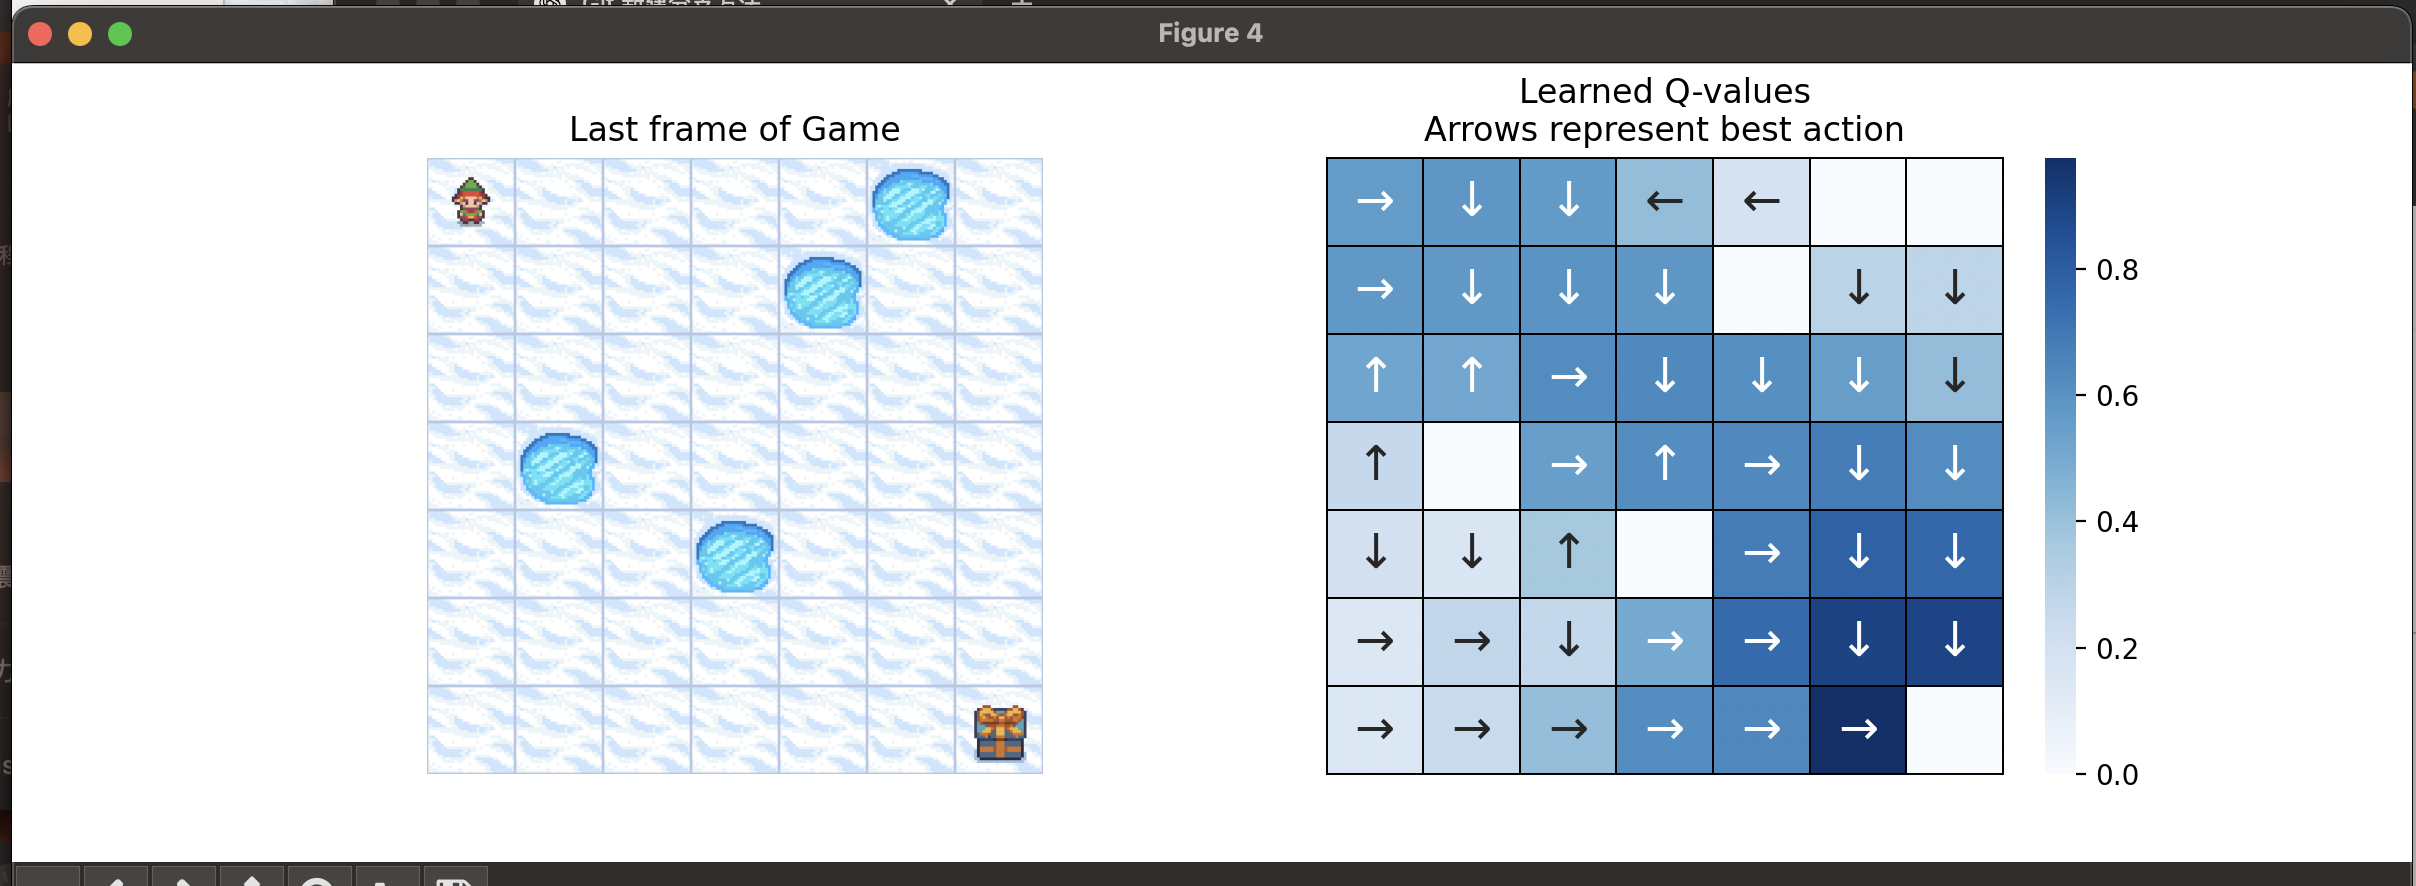 Figure 4
Last frame of Game
Learned Q-values
Arrows represent best action
→ ↓ ↓ ← ←
→ ↓ ↓ ↓ ↓ ↓
↑ ↑ → ↓ ↓ ↓ ↓
↑ → ↑ → ↓ ↓
↓ ↓ ↑ → ↓ ↓
→ → ↓ → → ↓ ↓
→ → → → → →
0.8
0.6
0.4
0.2
0.0